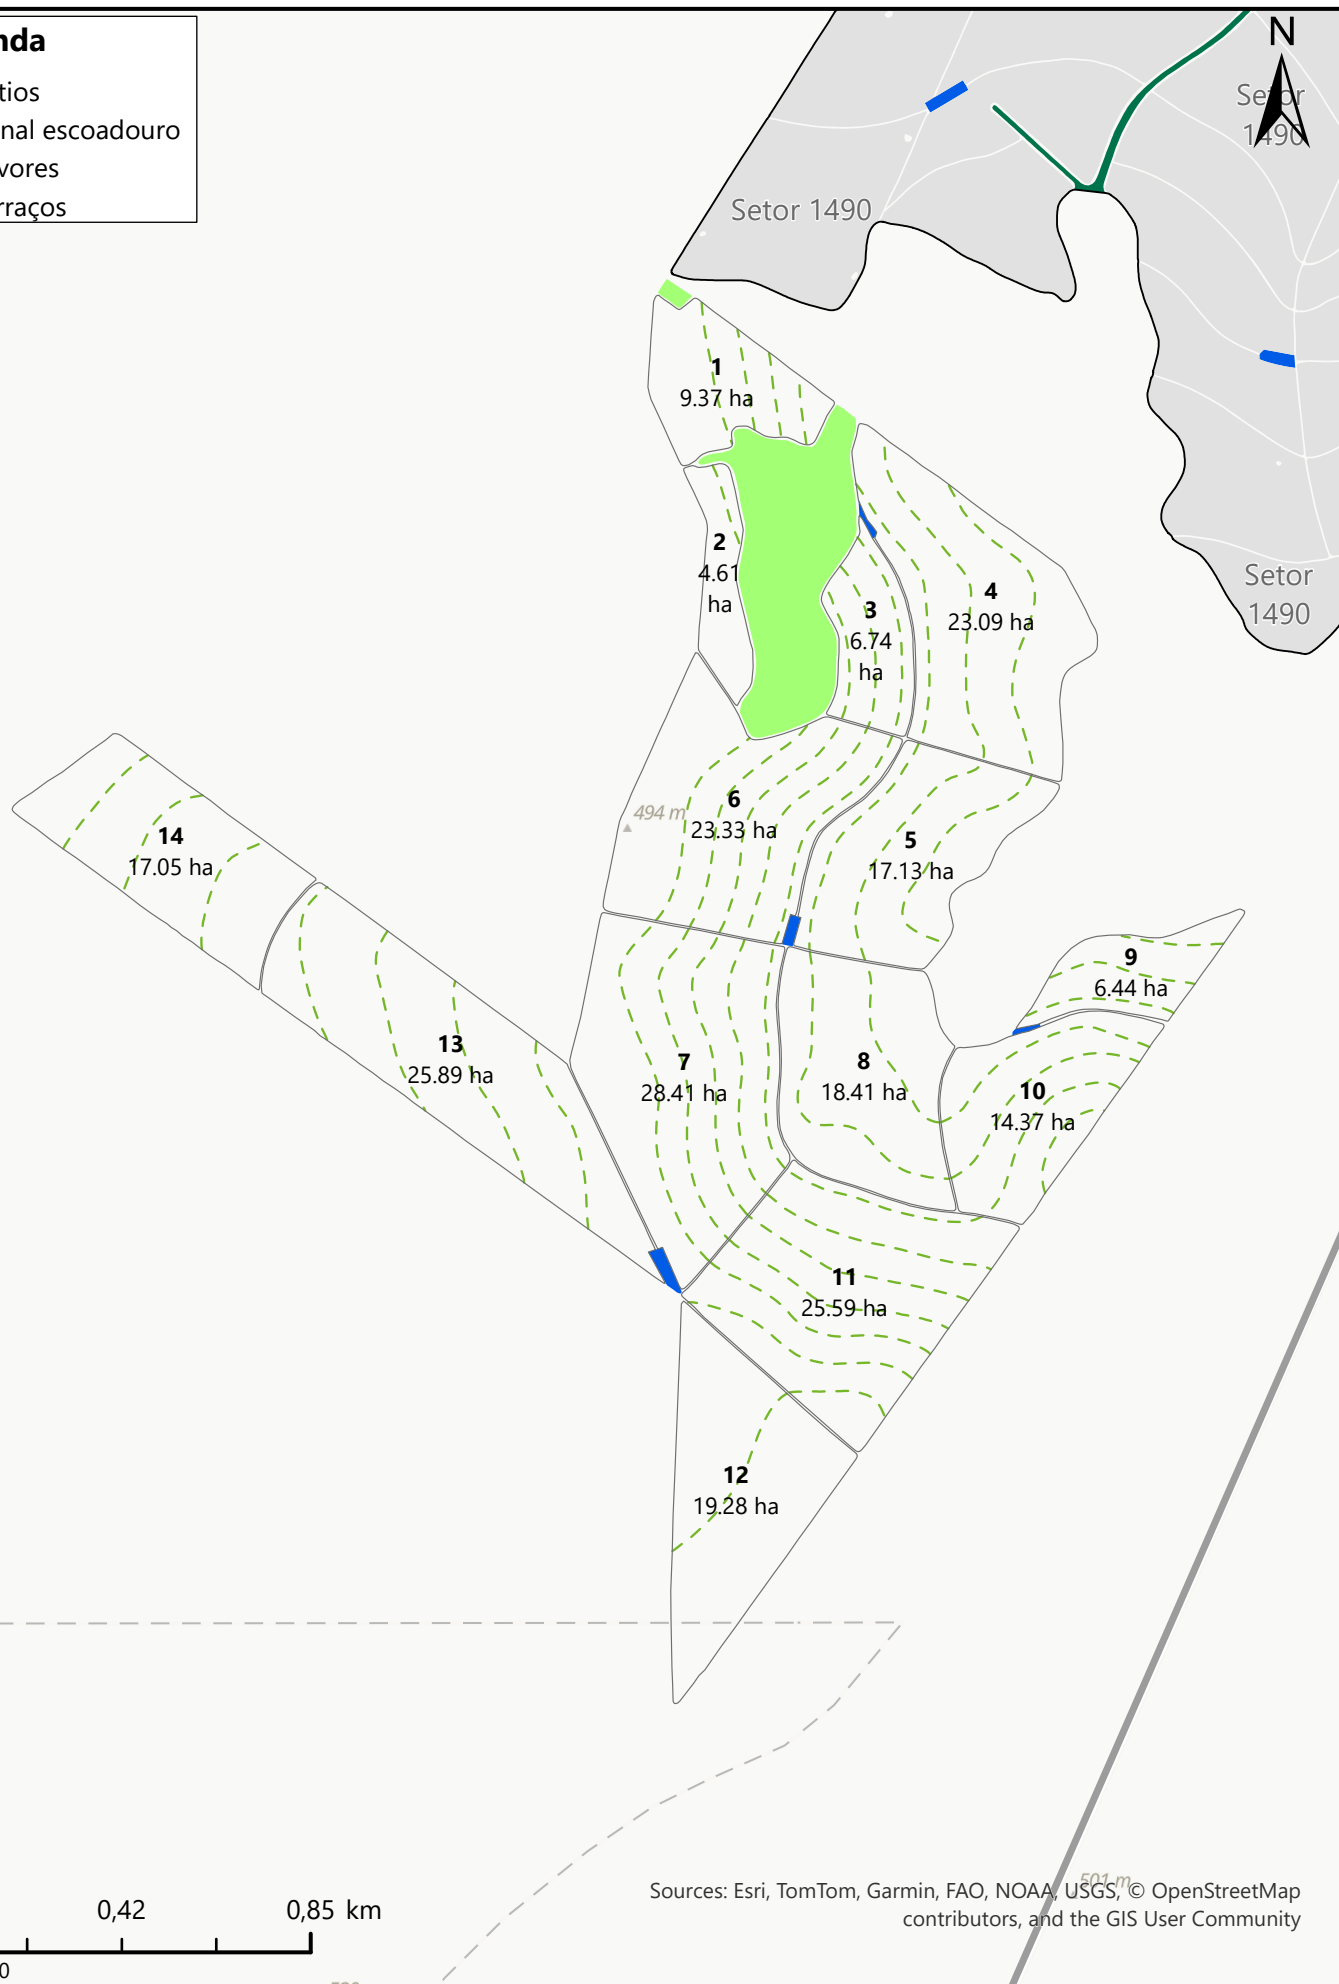 nda
tios
nal escoadouro
vores
rraços
N
Setor
1490
Setor 1490
1
9.37 ha
2
4.61
ha
3
6.74
ha
4
23.09 ha
Setor
1490
494 m
6
23.33 ha
5
17.13 ha
14
17.05 ha
9
6.44 ha
13
25.89 ha
7
28.41 ha
8
18.41 ha
10
14.37 ha
11
25.59 ha
12
19.28 ha
501 m
Sources: Esri, TomTom, Garmin, FAO, NOAA, USGS, © OpenStreetMap
contributors, and the GIS User Community
0,42
0,85 km
0